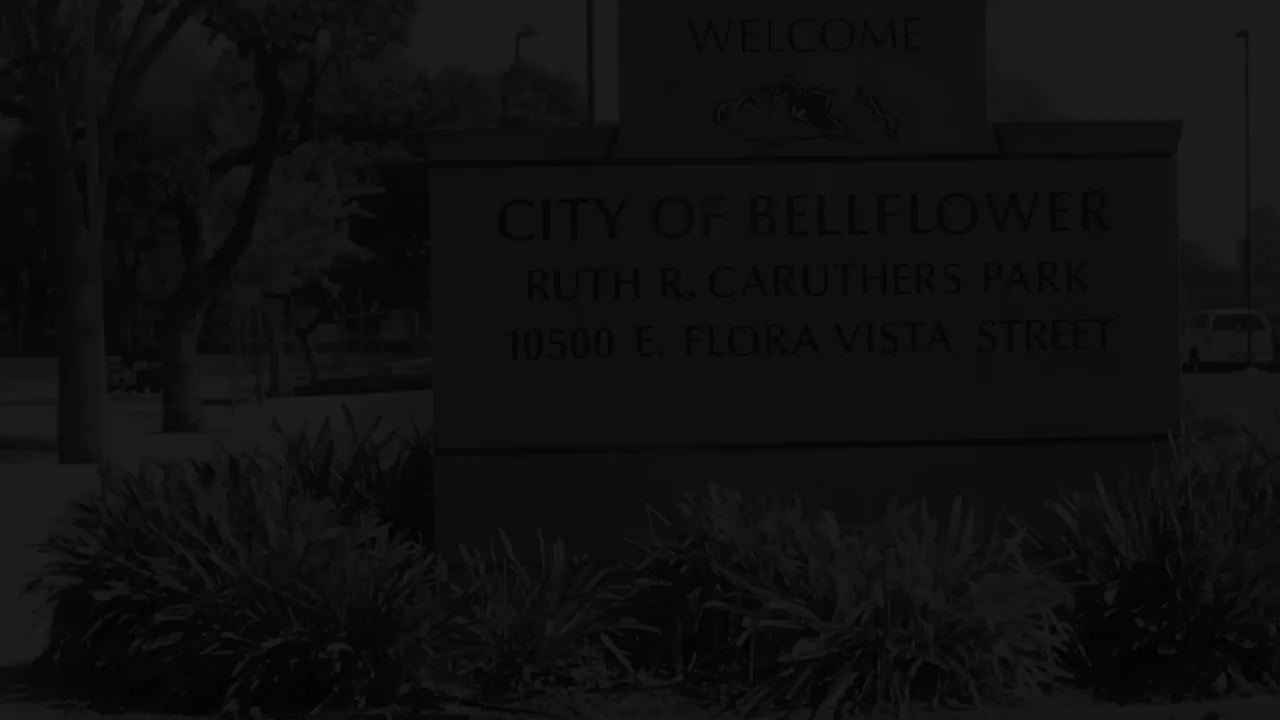 WELCOME
CITY OF BELLFLOWER
RUTH R. CARUTHERS PARK
10500 E. FLORA VISTA STREET